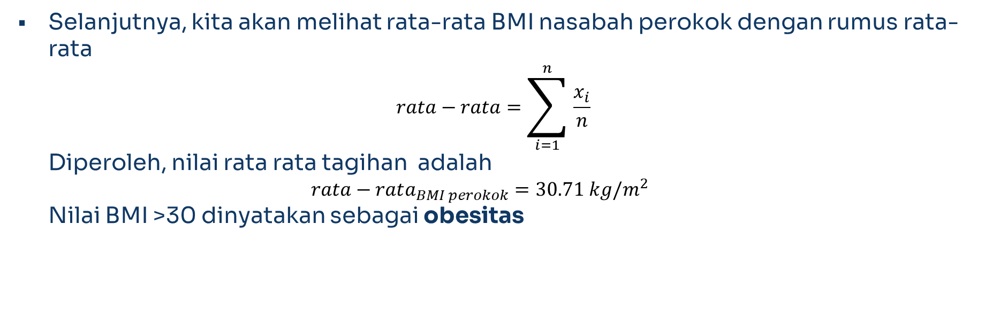 ▪ Selanjutnya, kita akan melihat rata-rata BMI nasabah perokok dengan rumus rata-
rata
rata − rata = \sum_{i=1}^{n} \frac{x_i}{n}
Diperoleh, nilai rata rata tagihan  adalah
rata − rata_{BMI perokok} = 30.71 kg/m^2
Nilai BMI >30 dinyatakan sebagai obesitas